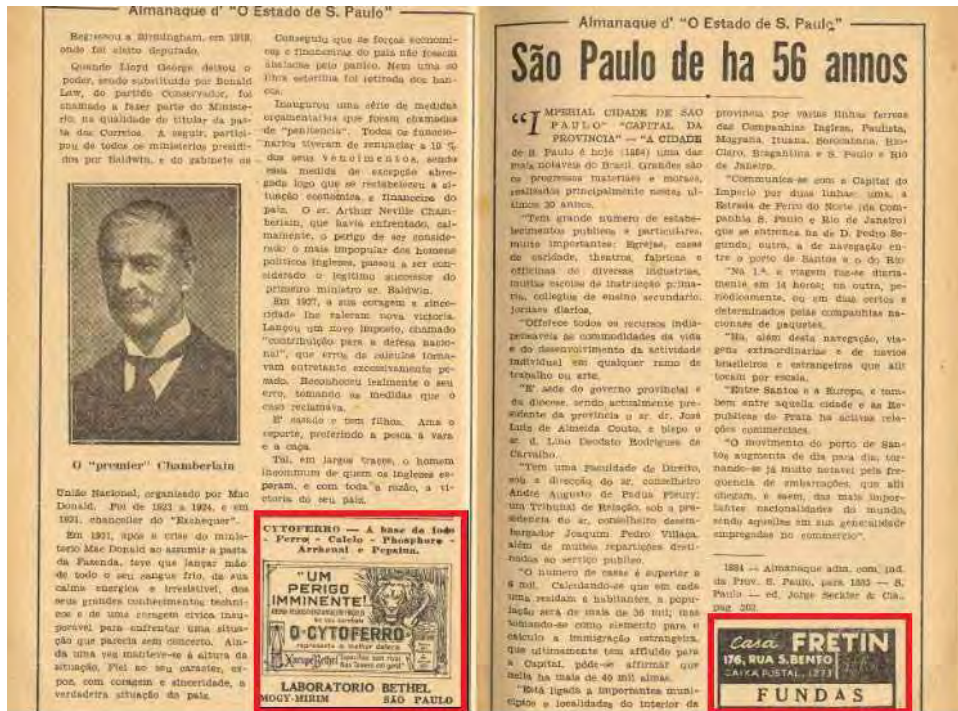 Almanaque d' "O Estado de S. Paulo"
Regressou a Birmingham, em 1918,
onde foi eleito deputado.
Quando Lloyd George deixou o
poder, sendo substituido por Bonald
Law, do partido Conservador, foi
chamado a fazer parte do Ministe-
rio, na qualidade de titular da pas-
ta dos Correios. A seguir, partici-
pou de todos os ministerios presidi-
dos por Baldwin, e do gabinete da
O "premier" Chamberlain
União Nacional, organisado por Mac
Donald. Foi de 1923 a 1924, e em
1931, chanceller do "Exchequer".
Em 1931, após a crise do minis-
terio Mac Donald ao assumir a pasta
da Fazenda, teve que lançar mão
de todo o seu sangue frio, da sua
calma energica e irresistivel, dos
seus grandes conhecimentos techni-
cos e de uma coragem civica insu-
poravel para enfrentar uma situa-
ção que parecia sem concerto. Ain-
da uma vez manteve-se á altura da
situação. Fiel ao seu caracter, ex-
poz, com coragem e sinceridade, a
verdadeira situação do paiz.
Conseguiu que as forças economi-
cas e financeiras do paiz não fossem
abaladas pelo panico. Nem uma só
libra esterlina foi retirada dos ban-
cos.
Inaugurou uma série de medidas
orçamentarias que foram chamadas
de "penitencia". Todos os funccio-
narios tiveram de renunciar a 10 %
dos seus vencimentos, sendo
essa medida de excepção abro-
gada logo que se restabeleceu a si-
tuação economica e financeira do
paiz. O sr. Arthur Neville Cham-
berlain, que havia enfrentado, cal-
mamente, o perigo de ser conside-
rado o mais impopular dos homens
politicos inglezes, passou a ser con-
siderado o legitimo successor do
primeiro ministro sr. Baldwin.
Em 1937, a sua coragem e since-
ridade lhe valeram nova victoria.
Lançou um novo imposto, chamado
"contribuição para a defesa nacio-
nal", que erros de calculos torna-
vam entretanto excessivamente pe-
sado. Reconheceu lealmente o seu
erro, tomando as medidas que o
caso reclamava.
E' casado e tem filhos. Ama o
esporte, preferindo a pesca á vara
e a caça.
Tal, em largos traços, o homem
incommum de quem os inglezes es-
peram, e com toda a razão, a vi-
ctoria do seu paiz.
CYTOFERRO — A base de Iodo
- Ferro - Calcio - Phosphoro -
Arrhenal e Pepsina.
"UM
PERIGO
IMMINENTE!
O-CYTOFERRO
representa o melhor defeza
Xarope Bethel
LABORATORIO BETHEL
MOGY-MIRIM SÃO PAULO
Almanaque d' "O Estado de S. Paulo"
São Paulo de ha 56 annos
"IMPERIAL CIDADE DE SÃO
PAULO" "CAPITAL DA
PROVINCIA" — "A CIDADE
de S. Paulo é hoje (1884) uma das
mais notaveis do Brasil. Grandes são
os progressos materiaes e moraes,
realisados principalmente nestes ul-
timos 20 annos.
"Tem grande numero de estabe-
lecimentos publicos e particulares,
muito importantes: Egrejas, casas
de caridade, theatros, fabricas e
officinas de diversas industrias,
muitas escolas de instrucção prima-
ria, collegios de ensino secundario,
jornaes diarios.
"Offerece todos os recursos indis-
pensaveis ás commodidades da vida
e do desenvolvimento da actividade
individual em qualquer ramo de
trabalho ou arte.
"E' séde do governo provincial e
da diocese, sendo actualmente pre-
sidente da provincia o sr. dr. José
Luis de Almeida Couto, e bispo o
sr. d. Lino Deodato Rodrigues de
Carvalho.
"Tem uma Faculdade de Direito,
sob a direcção do sr. conselheiro
André Augusto de Padua Fleury;
um Tribunal de Relação, sob a pre-
sidencia do sr. conselheiro desem-
bargador Joaquim Pedro Villaça,
além de muitas repartições desti-
nadas ao serviço publico.
"O numero de casas é superior a
6 mil. Calculando-se que em cada
uma residam 6 habitantes, a popu-
lação será de mais de 36 mil; mas
tomando-se como elemento para o
calculo a immigração estrangeira,
que ultimamente tem affluido para
a Capital, póde-se affirmar que
nella ha mais de 40 mil almas.
"Está ligada a importantes muni-
cipios e localidades do interior da
provincia por varias linhas ferreas
das Companhias Ingleza, Paulista,
Mogyana, Ituana, Sorocabana, Rio-
Claro, Bragantina e S. Paulo e Rio
de Janeiro.
"Communica-se com a Capital do
Imperio por duas linhas: uma, a
Estrada de Ferro do Norte (da Com-
panhia S. Paulo e Rio de Janeiro)
que se entronca na de D. Pedro Se-
gundo; outra, a de navegação en-
tre o porto de Santos e o do Rio.
"Na 1.ª, a viagem faz-se diaria-
mente em 14 horas; na outra, pe-
riodicamente, ou em dias certos e
determinados pelas companhias na-
cionaes de paquetes.
"Ha, além desta navegação, via-
gens extraordinarias e de navios
brasileiros e estrangeiros que alli
tocam por escala.
"Entre Santos e a Europa, e tam-
bem entre aquella cidade e as Re-
publicas do Prata ha activas rela-
ções commerciaes.
"O movimento do porto de San-
tos augmenta de dia para dia, tor-
nando-se já muito notavel pela fre-
quencia de embarcações, que alli
chegam, e saem, das mais impor-
tantes nacionalidades do mundo,
sendo aquellas em sua generalidade
empregadas no commercio".
1884 — Almanaque adm. com. ind.
da Prov. S. Paulo, para 1885 — S.
Paulo — ed. Jorge Seckler & Cia.,
pag. 202.
Casa FRETIN
176, RUA S. BENTO
CAIXA POSTAL, 1273
FUNDAS